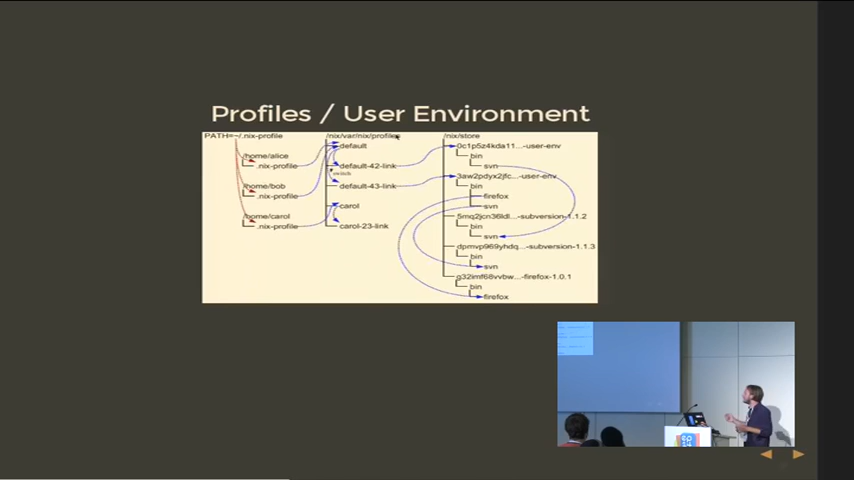 Profiles / User Environment
PATH=~/.nix-profile
/home/alice
.nix-profile
/home/bob
.nix-profile
/home/carol
.nix-profile
/nix/var/nix/profiles
default
default-42-link
default-43-link
carol
carol-23-link
/nix/store
0c1p5z4kda11...-user-env
bin
svn
3aw2pdyx2jfc...-user-env
bin
firefox
svn
5mq2jcn36ldl...-subversion-1.1.2
bin
svn
dpmvp969yhdq...-subversion-1.1.3
bin
svn
g32imf68vvbw...-firefox-1.0.1
bin
firefox